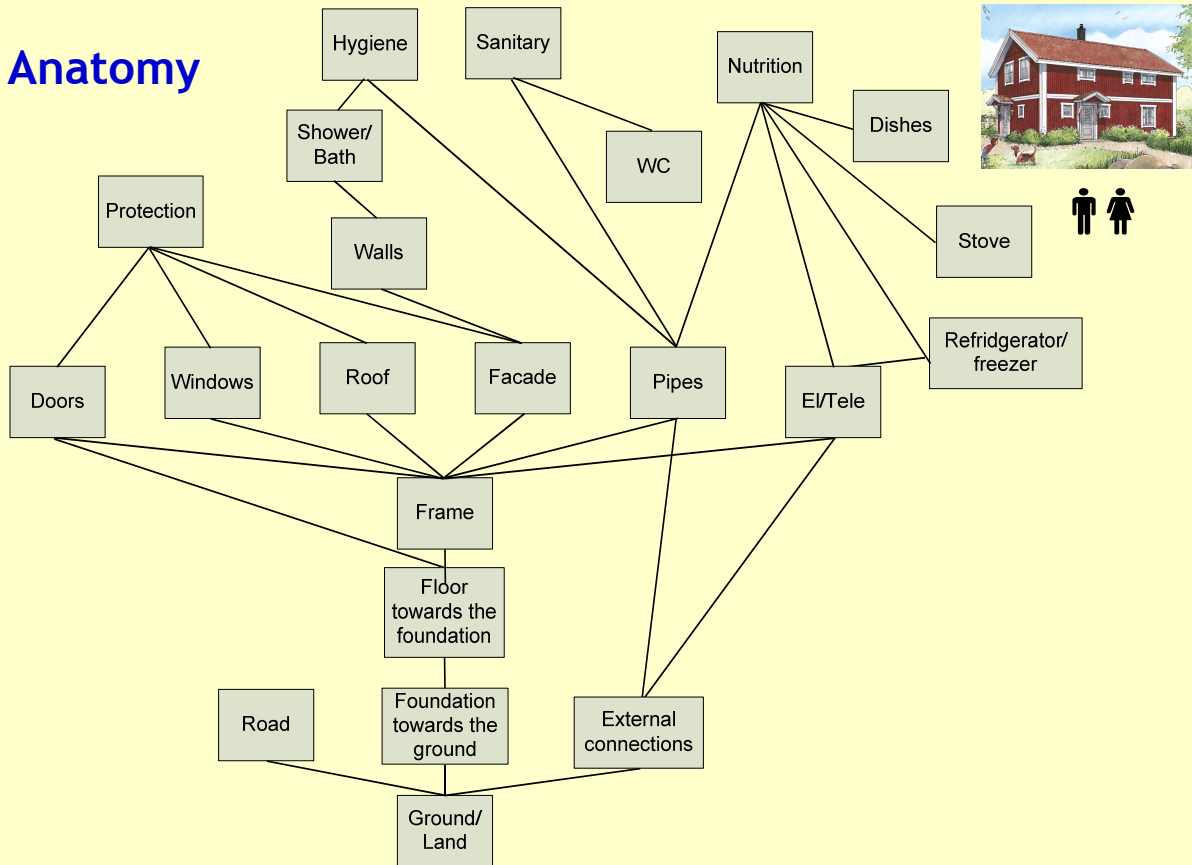 Anatomy
Hygiene
Sanitary
Nutrition
Dishes
Shower/
Bath
WC
Protection
Walls
Stove
Doors
Windows
Roof
Facade
Pipes
El/Tele
Refridgerator/
freezer
Frame
Floor
towards the
foundation
Road
Foundation
towards the
ground
External
connections
Ground/
Land